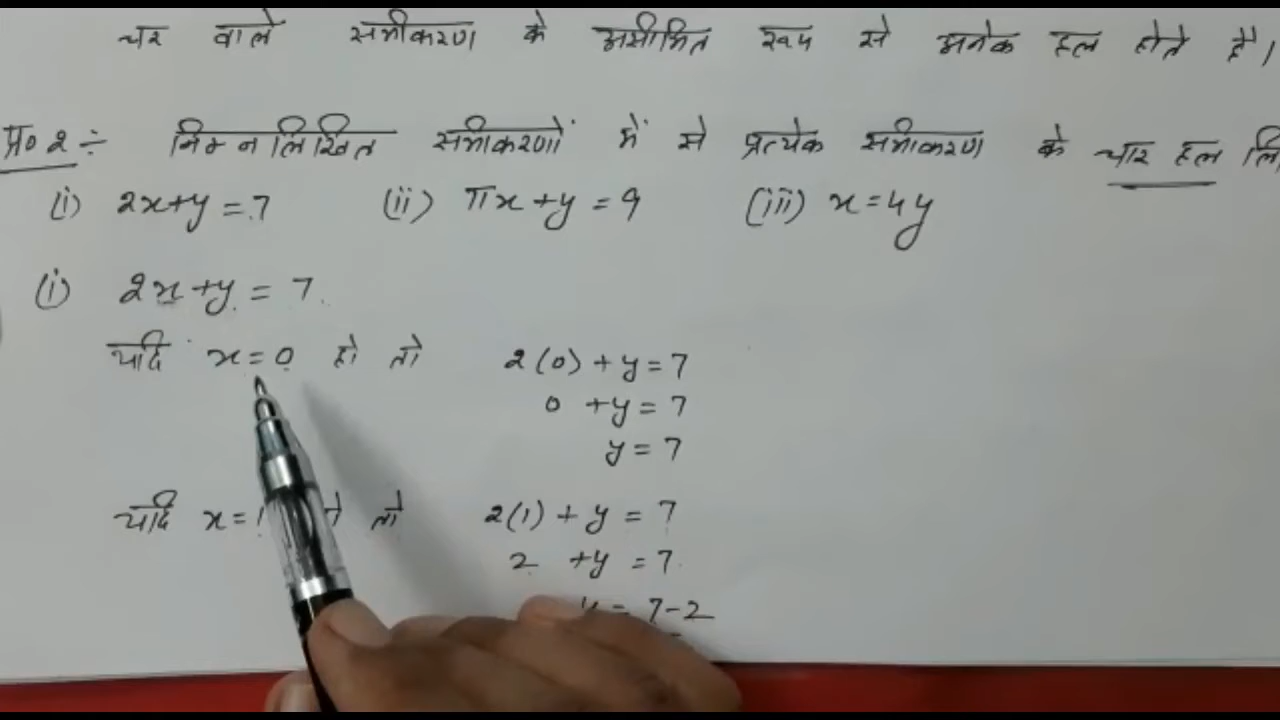 चर वाले समीकरण के असीमित रूप से अनेक हल होते है।
प्र० 2 ÷ निम्नलिखित समीकरणों में से प्रत्येक समीकरण के चार हल
(i) 2x+y = 7 (ii) πx + y = 9 (iii) x = 4y
(i) 2x + y = 7
यदि x = 0 हो तो 2(0) + y = 7
0 + y = 7
y = 7
यदि x = 1 तो 2(1) + y = 7
2 + y = 7
y = 7-2